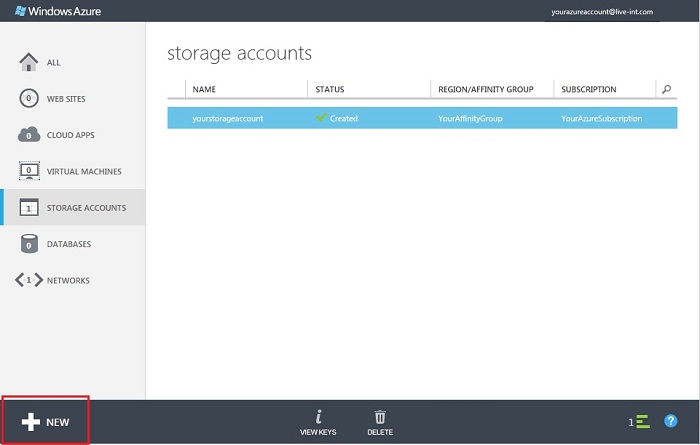 Windows Azure
yourazureaccount@live-int.com
ALL
0 WEB SITES
0 CLOUD APPS
0 VIRTUAL MACHINES
1 STORAGE ACCOUNTS
0 DATABASES
1 NETWORKS
storage accounts
NAME STATUS REGION/AFFINITY GROUP SUBSCRIPTION
yourstorageaccount Created YourAffinityGroup YourAzureSubscription
NEW
i
VIEW KEYS DELETE
1 ?